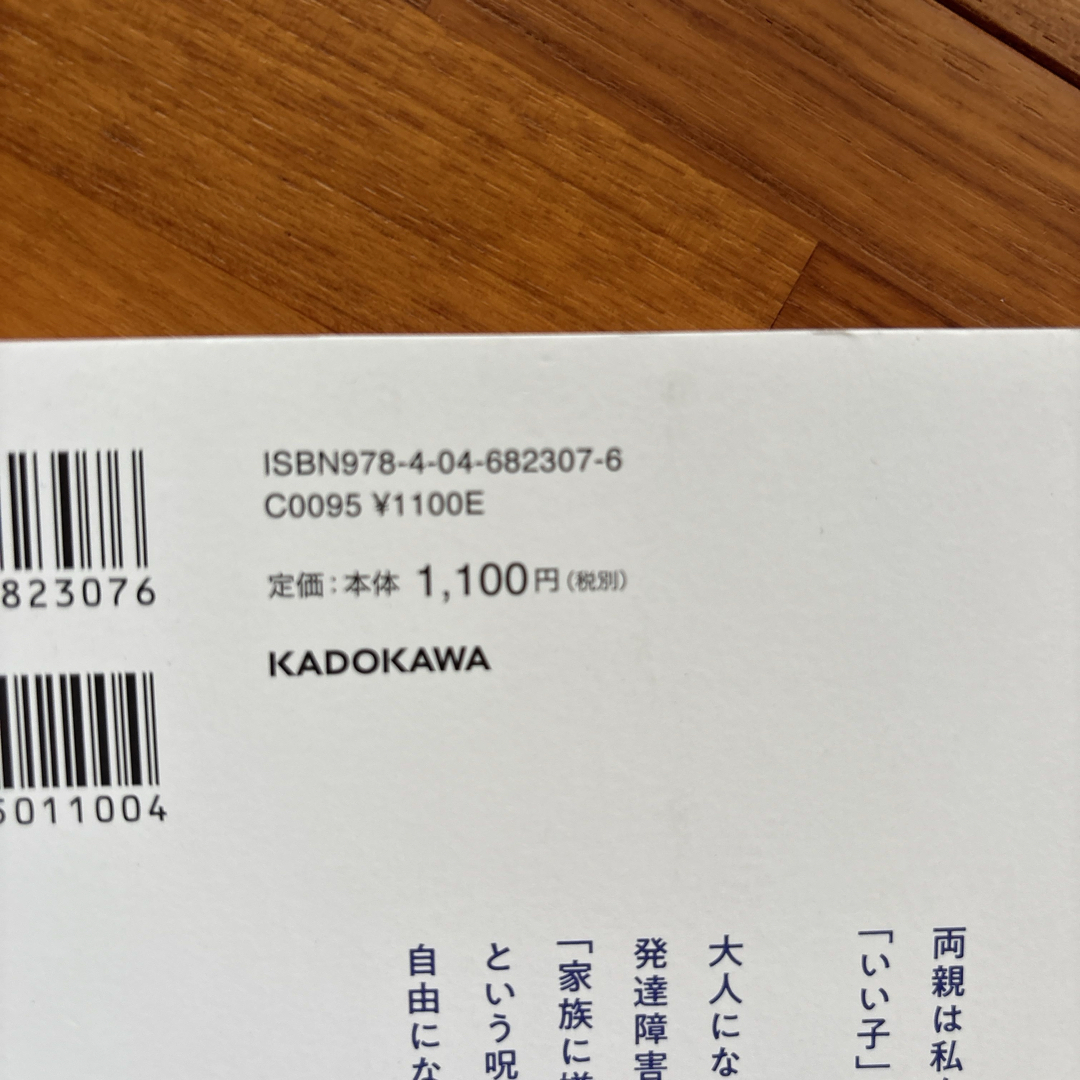 ISBN978-4-04-682307-6
C0095 ¥1100E
定価：本体 1,100円（税別）
KADOKAWA
823076
5011004
両親は私
「いい子」
大人にな
発達障害
「家族に
という呪
自由にな